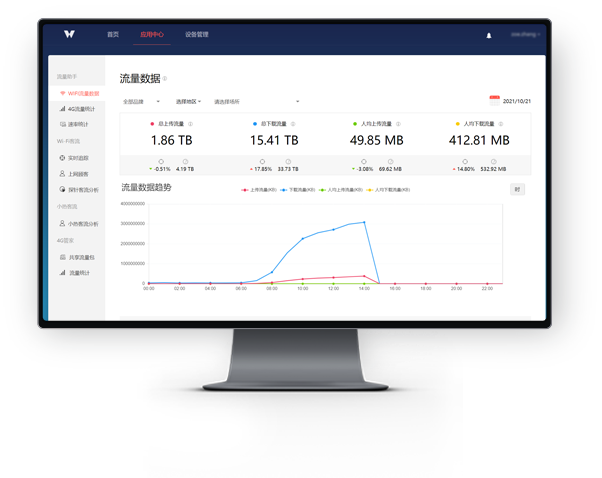 首页 应用中心 设备管理
流量助手
WiFi流量数据
4G流量统计
速率统计
Wi-Fi客流
实时追踪
上网顾客
探针客流分析
小热客流
小热客流分析
4G管家
共享流量包
流量统计
流量数据
全部品牌 选择地区 请选择场所 2021/10/21
总上传流量 总下载流量 人均上传流量 人均下载流量
1.86 TB 15.41 TB 49.85 MB 412.81 MB
-0.51% 4.19 TB 17.85% 33.73 TB -3.08% 69.62 MB 14.80% 532.92 MB
流量数据趋势
上传流量(KB) 下载流量(KB) 人均上传流量(KB) 人均下载流量(KB) 时
4000000000
3000000000
2000000000
1000000000
0
00:00 02:00 04:00 06:00 08:00 10:00 12:00 14:00 16:00 18:00 20:00 22:00